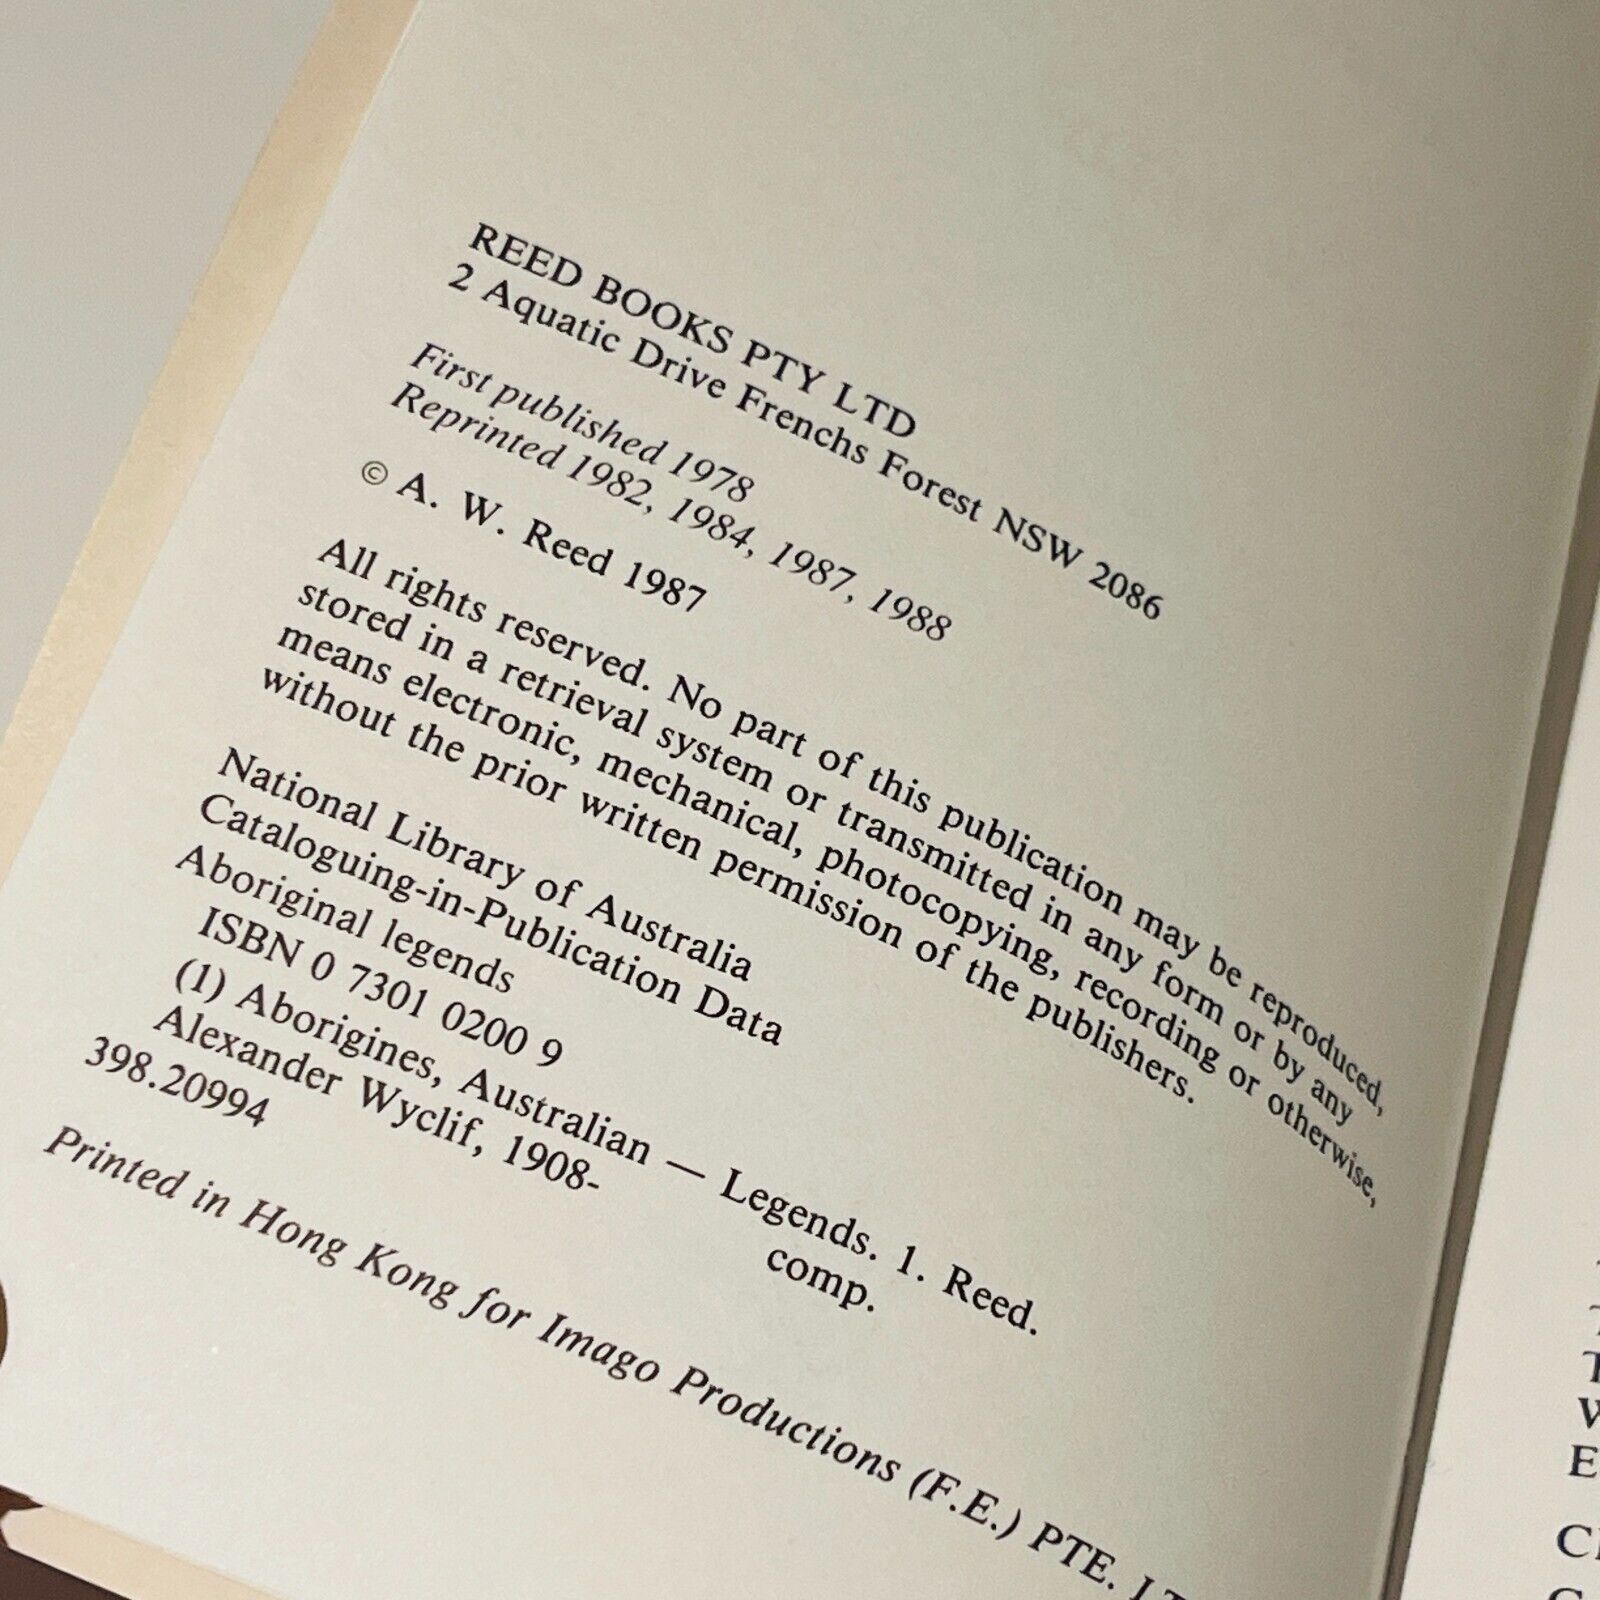 REED BOOKS PTY LTD
2 Aquatic Drive Frenchs Forest NSW 2086
First published 1978
Reprinted 1982, 1984, 1987, 1988
© A. W. Reed 1987
All rights reserved. No part of this publication may be reproduced,
stored in a retrieval system or transmitted in any form or by any
means electronic, mechanical, photocopying, recording or otherwise,
without the prior written permission of the publishers.
National Library of Australia
Cataloguing-in-Publication Data
Aboriginal legends
ISBN 0 7301 0200 9
(1) Aborigines, Australian — Legends. 1. Reed.
Alexander Wyclif, 1908- comp.
398.20994
Printed in Hong Kong for Imago Productions (F.E.) PTE.